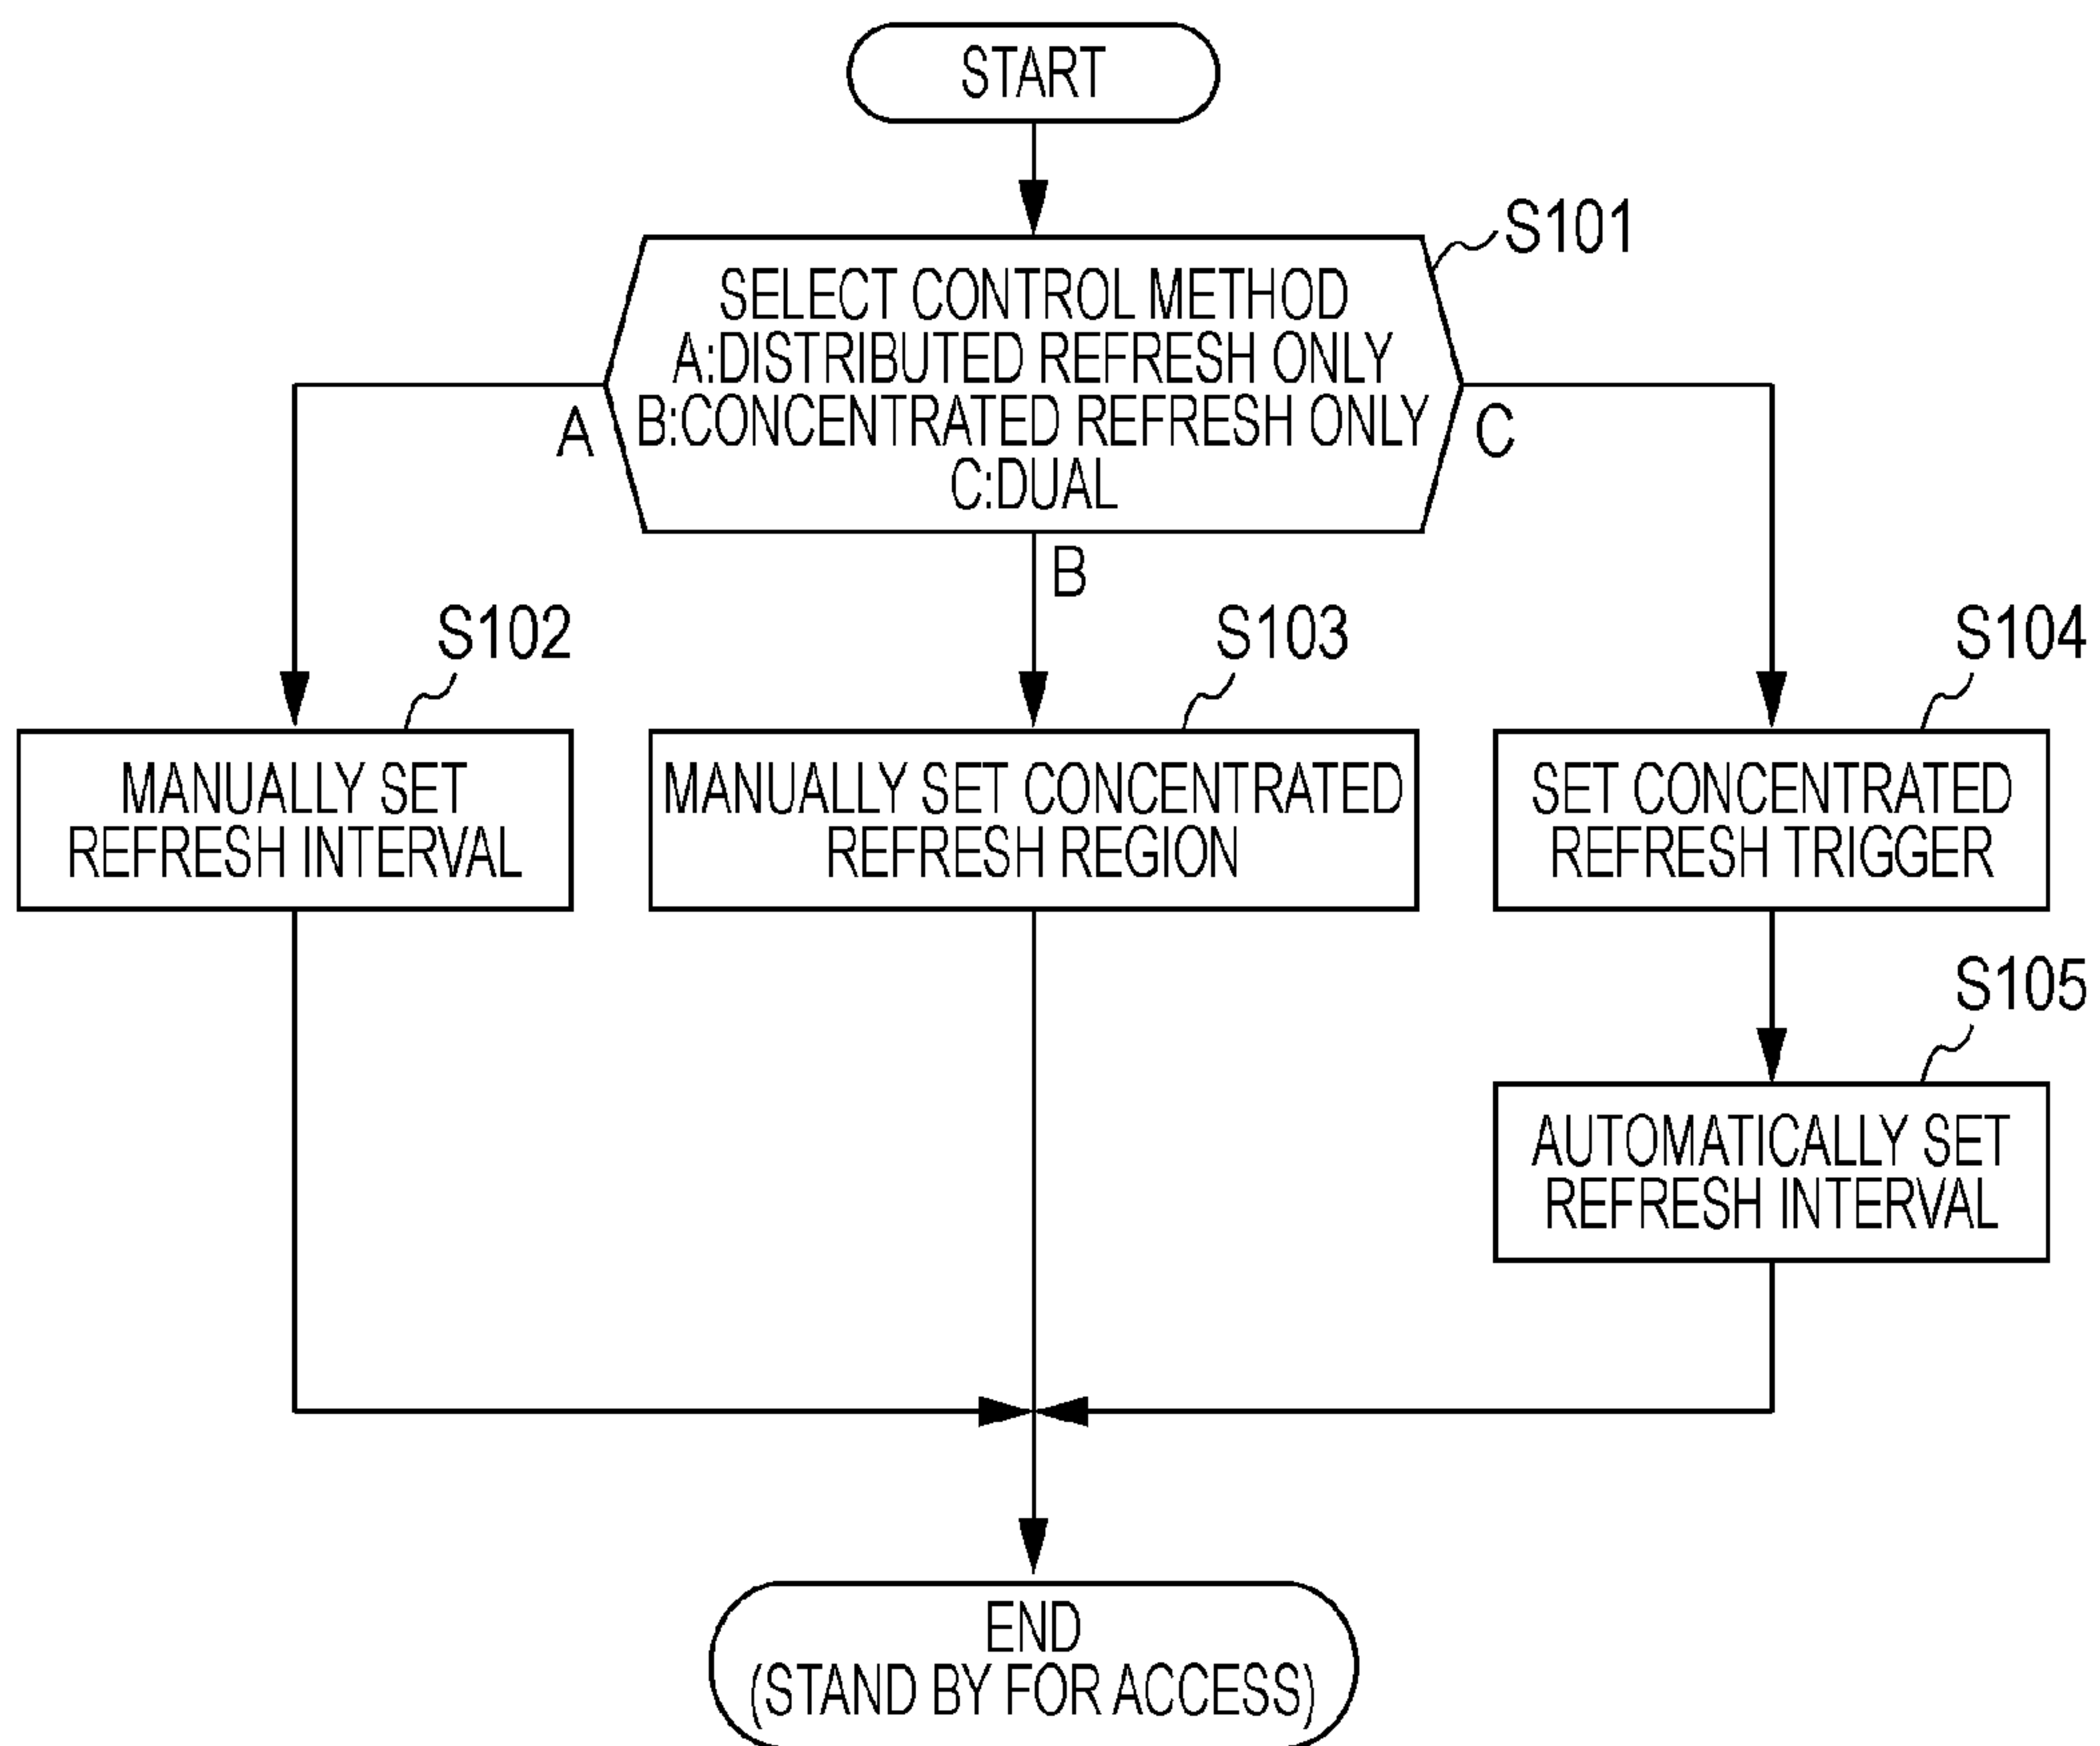 START
S101
SELECT CONTROL METHOD
A:DISTRIBUTED REFRESH ONLY
B:CONCENTRATED REFRESH ONLY
C:DUAL
A
C
B
S102
MANUALLY SET
REFRESH INTERVAL
S103
MANUALLY SET CONCENTRATED
REFRESH REGION
S104
SET CONCENTRATED
REFRESH TRIGGER
S105
AUTOMATICALLY SET
REFRESH INTERVAL
END
(STAND BY FOR ACCESS)